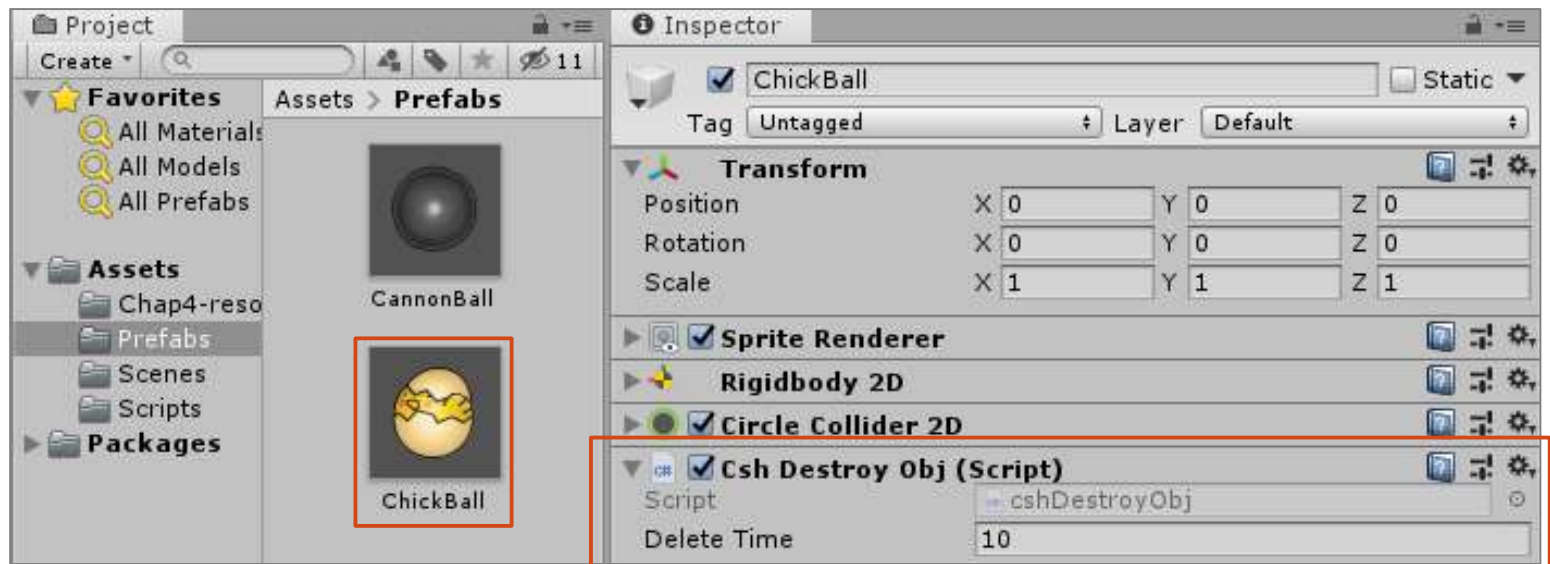 Project
Create
11
Favorites
All Materials
All Models
All Prefabs
Assets
Chap4-reso
Prefabs
Scenes
Scripts
Packages
Assets > Prefabs
CannonBall
ChickBall
Inspector
ChickBall
Static
Tag Untagged Layer Default
Transform
Position X 0 Y 0 Z 0
Rotation X 0 Y 0 Z 0
Scale X 1 Y 1 Z 1
Sprite Renderer
Rigidbody 2D
Circle Collider 2D
C# Csh Destroy Obj (Script)
Script cshDestroyObj
Delete Time 10